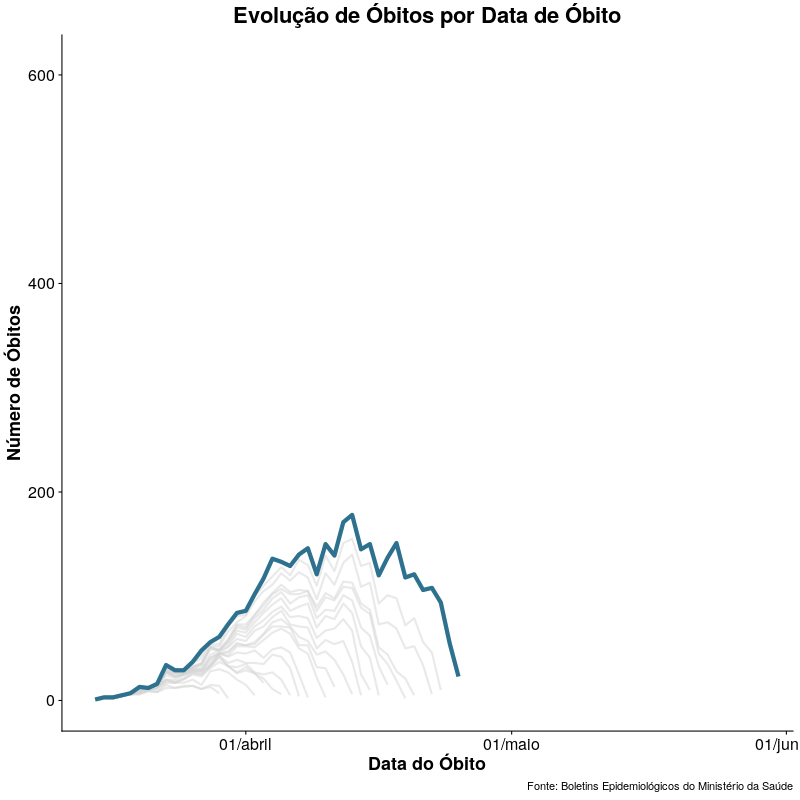 Evolução de Óbitos por Data de Óbito
Número de Óbitos
600
400
200
0
01/abril
01/maio
01/jun
Data do Óbito
Fonte: Boletins Epidemiológicos do Ministério da Saúde